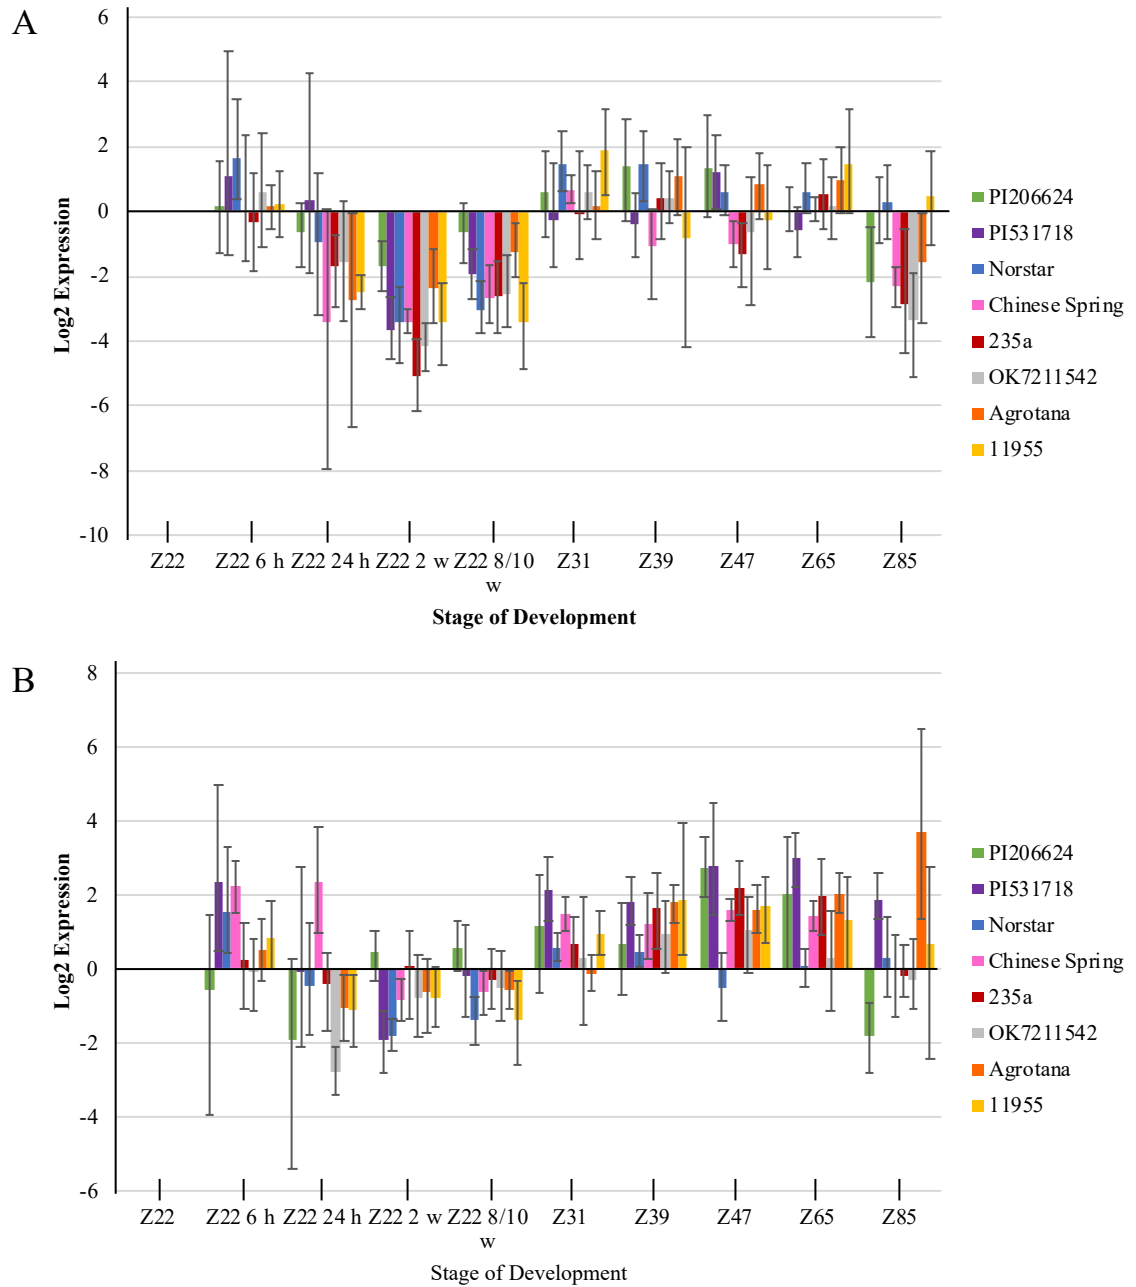 A
6
4
2
0
-2
-4
-6
-8
-10
Log2 Expression
Z22 Z22 6 h Z22 24 h Z22 2 w Z22 8/10 w Z31 Z39 Z47 Z65 Z85
Stage of Development
PI206624
PI531718
Norstar
Chinese Spring
235a
OK7211542
Agrotana
11955
B
8
6
4
2
0
-2
-4
-6
Log2 Expression
Z22 Z22 6 h Z22 24 h Z22 2 w Z22 8/10 w Z31 Z39 Z47 Z65 Z85
Stage of Development
PI206624
PI531718
Norstar
Chinese Spring
235a
OK7211542
Agrotana
11955